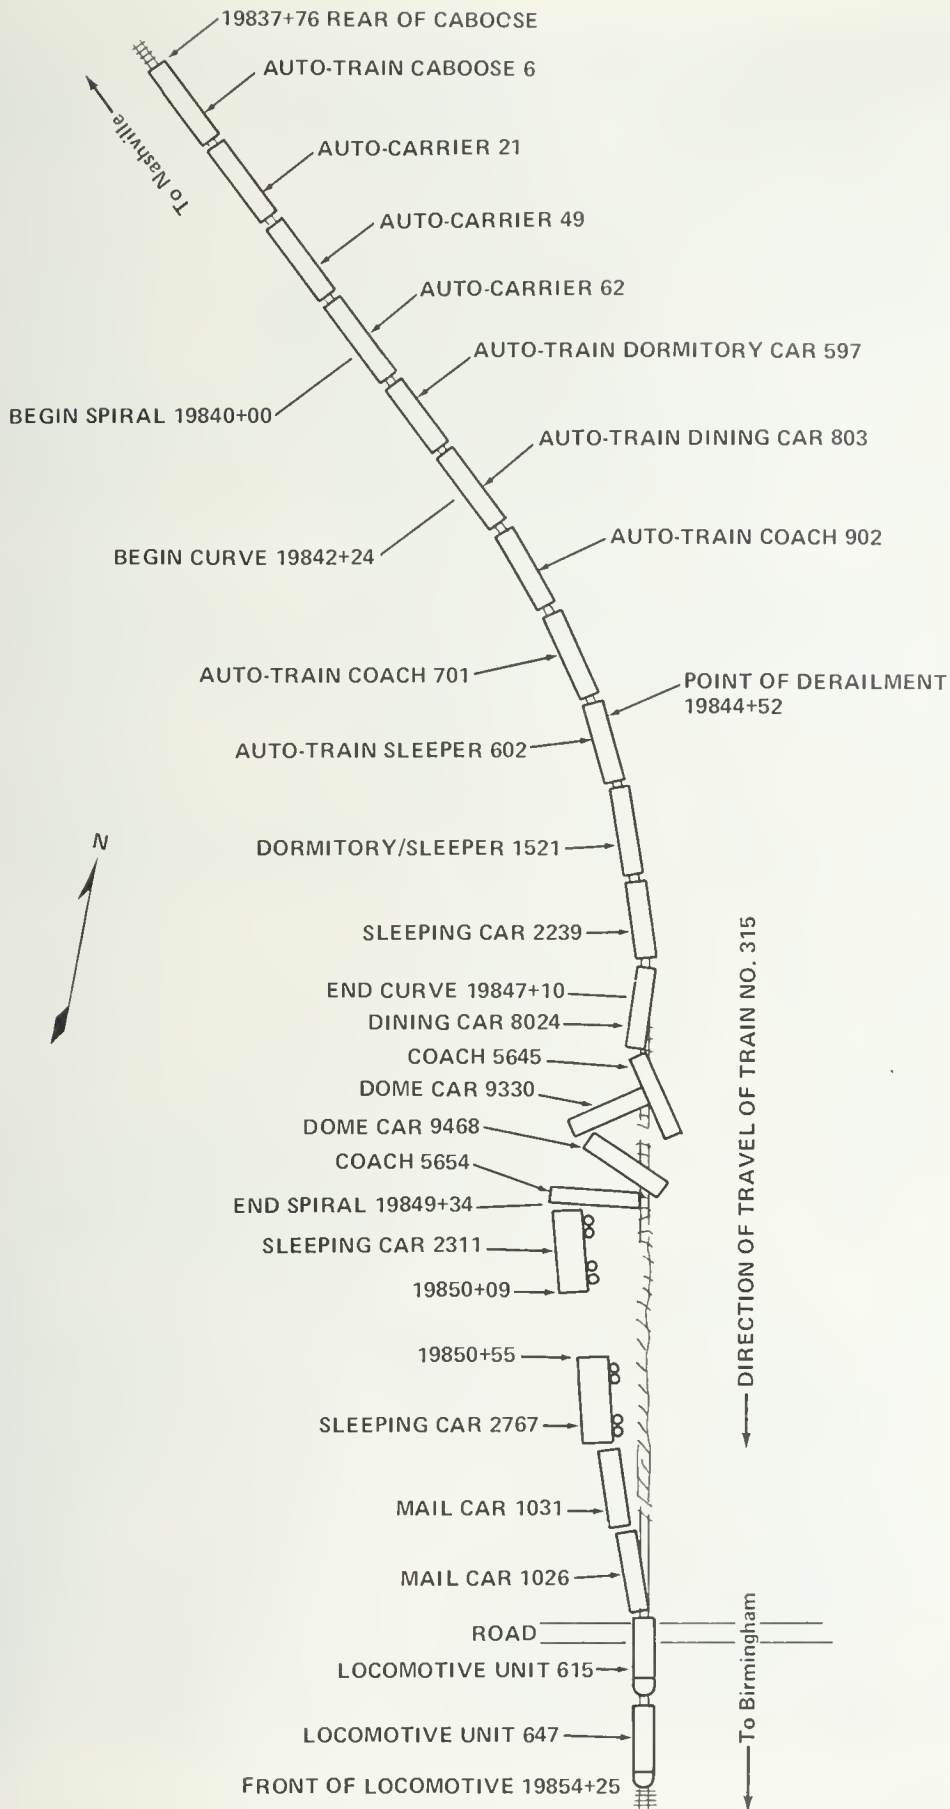 19837+76 REAR OF CABOOSE
AUTO-TRAIN CABOOSE 6
To Nashville
AUTO-CARRIER 21
AUTO-CARRIER 49
AUTO-CARRIER 62
AUTO-TRAIN DORMITORY CAR 597
BEGIN SPIRAL 19840+00
AUTO-TRAIN DINING CAR 803
AUTO-TRAIN COACH 902
BEGIN CURVE 19842+24
AUTO-TRAIN COACH 701
POINT OF DERAILMENT
19844+52
AUTO-TRAIN SLEEPER 602
N
DORMITORY/SLEEPER 1521
SLEEPING CAR 2239
DIRECTION OF TRAVEL OF TRAIN NO. 315
END CURVE 19847+10
DINING CAR 8024
COACH 5645
DOME CAR 9330
DOME CAR 9468
COACH 5654
END SPIRAL 19849+34
SLEEPING CAR 2311
19850+09
19850+55
SLEEPING CAR 2767
MAIL CAR 1031
MAIL CAR 1026
ROAD
To Birmingham
LOCOMOTIVE UNIT 615
LOCOMOTIVE UNIT 647
FRONT OF LOCOMOTIVE 19854+25